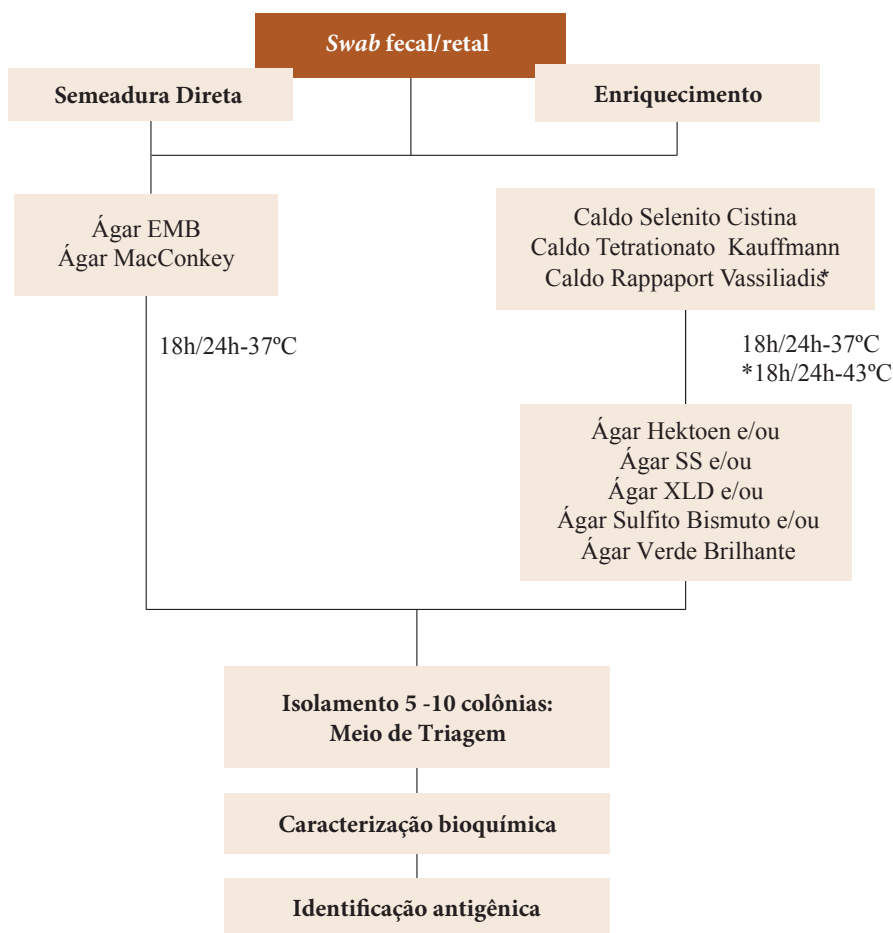 Swab fecal/retal
Semeadura Direta
Enriquecimento
Ágar EMB
Ágar MacConkey
Caldo Selenito Cistina
Caldo Tetrationato Kauffmann
Caldo Rappaport Vassiliadis*
18h/24h-37ºC
18h/24h-37ºC
*18h/24h-43ºC
Ágar Hektoen e/ou
Ágar SS e/ou
Ágar XLD e/ou
Ágar Sulfito Bismuto e/ou
Ágar Verde Brilhante
Isolamento 5 -10 colônias:
Meio de Triagem
Caracterização bioquímica
Identificação antigênica